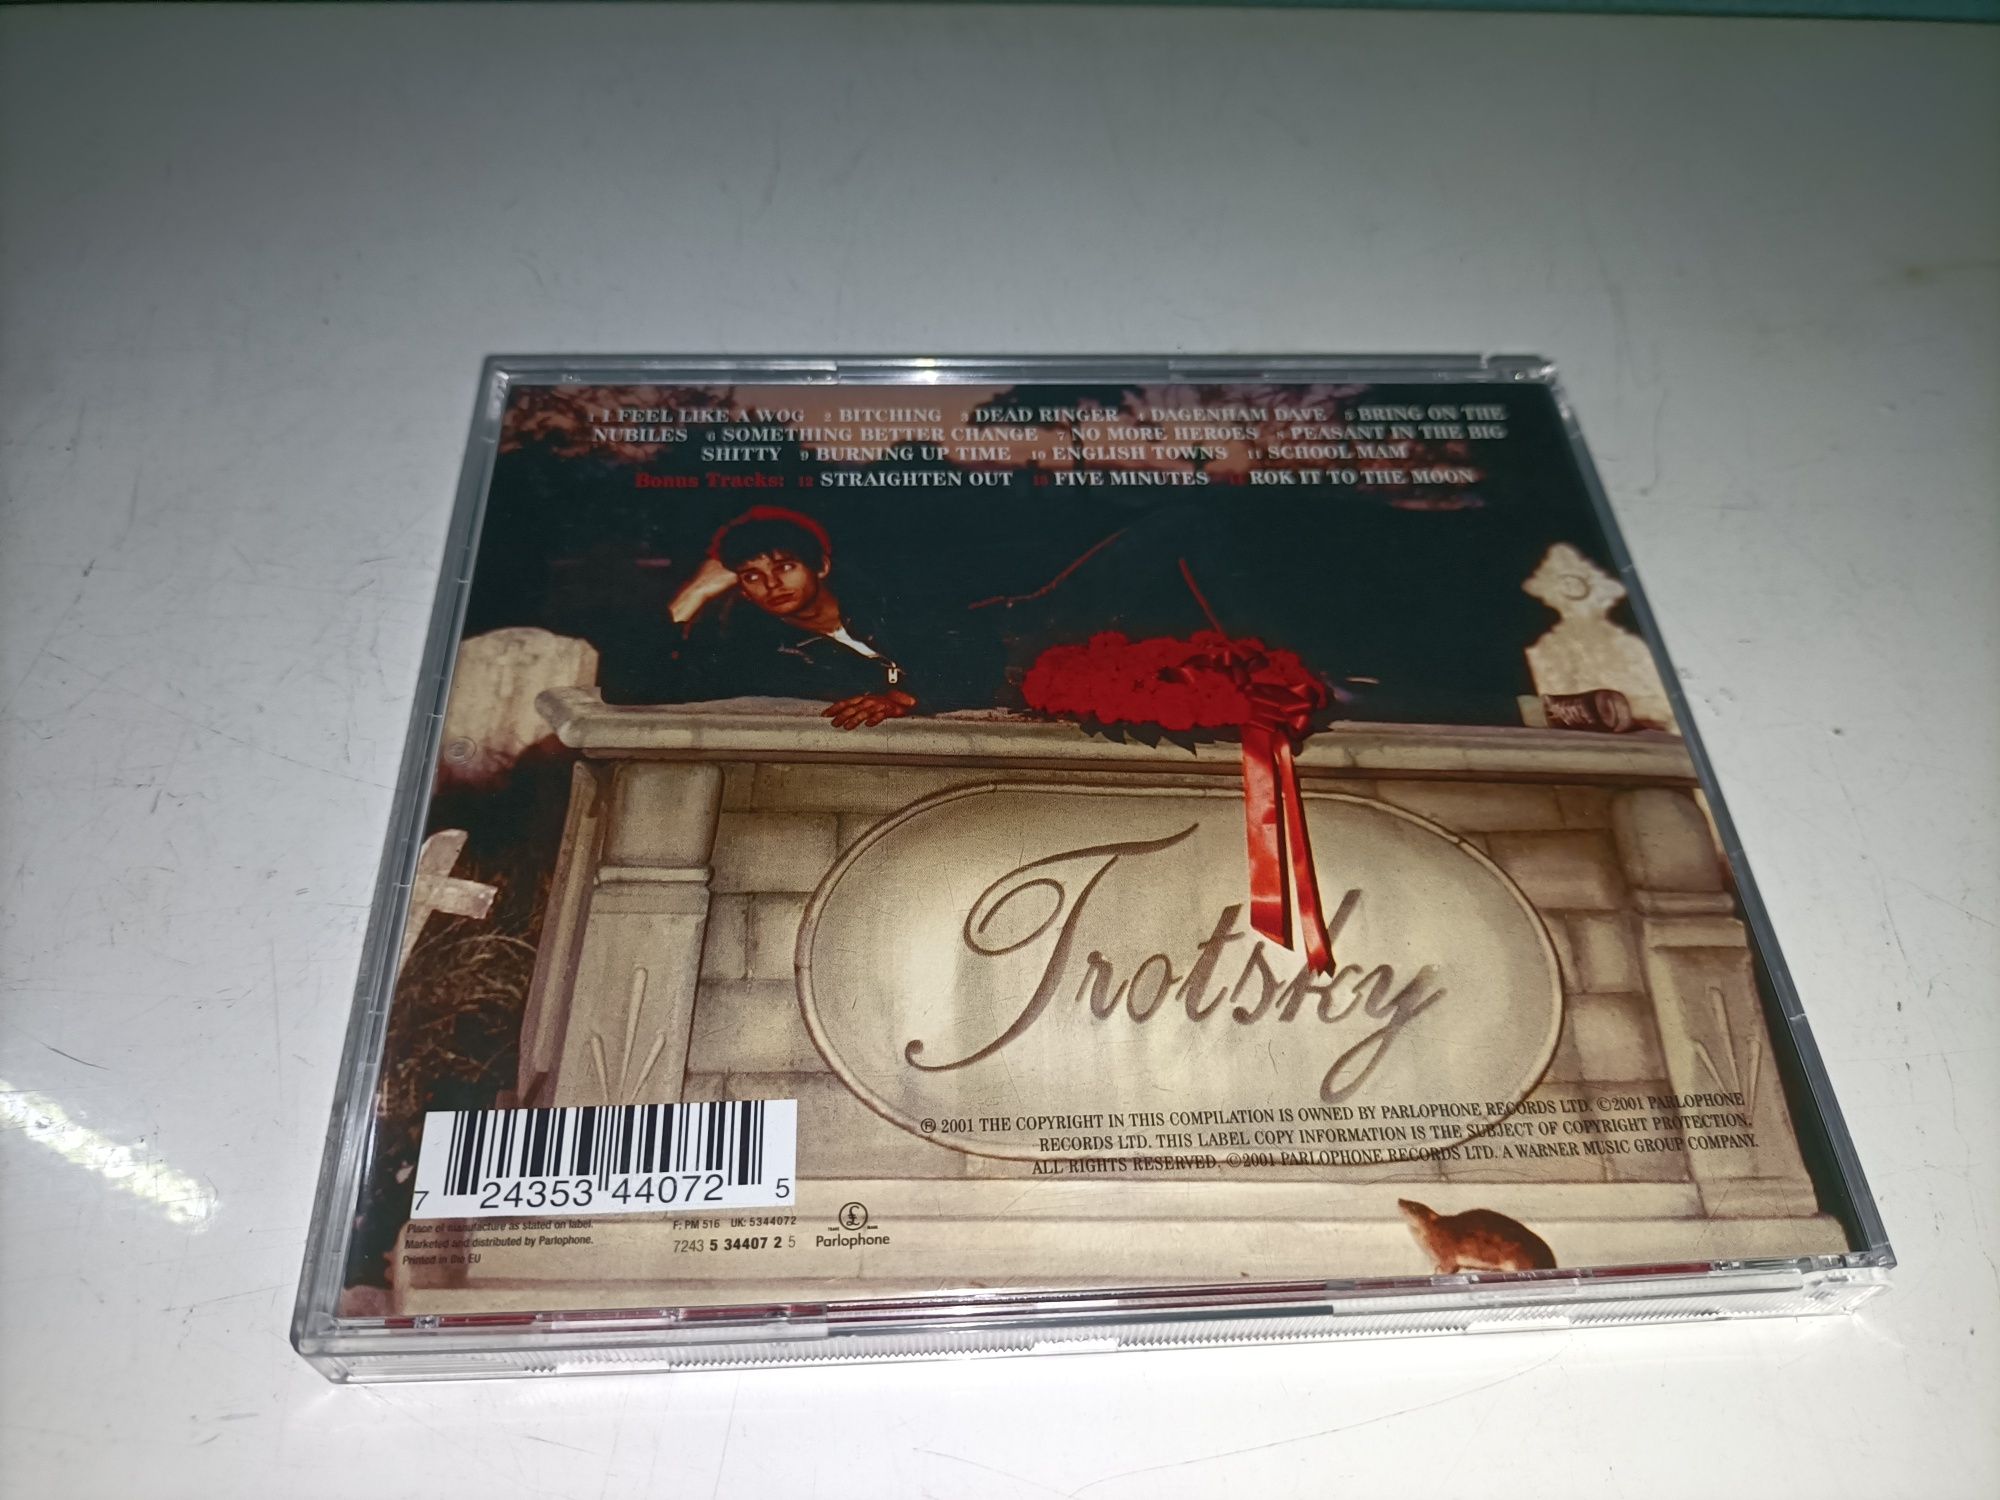 1 I FEEL LIKE A WOG 2 BITCHING 3 DEAD RINGER 4 DAGENHAM DAVE 5 BRING ON THE
NUBILES 6 SOMETHING BETTER CHANGE 7 NO MORE HEROES 8 PEASANT IN THE BIG
SHITTY 9 BURNING UP TIME 10 ENGLISH TOWNS 11 SCHOOL MAM
Bonus Tracks: 12 STRAIGHTEN OUT 13 FIVE MINUTES 14 ROK IT TO THE MOON
Trotsky
℗ 2001 THE COPYRIGHT IN THIS COMPILATION IS OWNED BY PARLOPHONE RECORDS LTD. ©2001 PARLOPHONE
RECORDS LTD. THIS LABEL COPY INFORMATION IS THE SUBJECT OF COPYRIGHT PROTECTION.
ALL RIGHTS RESERVED. ©2001 PARLOPHONE RECORDS LTD. A WARNER MUSIC GROUP COMPANY.
7 24353 44072 5
Place of manufacture as stated on label.
Marketed and distributed by Parlophone.
Printed in the EU
F: PM 516 UK: 5344072
7243 5 34407 2 5
TRADE MARK
Parlophone